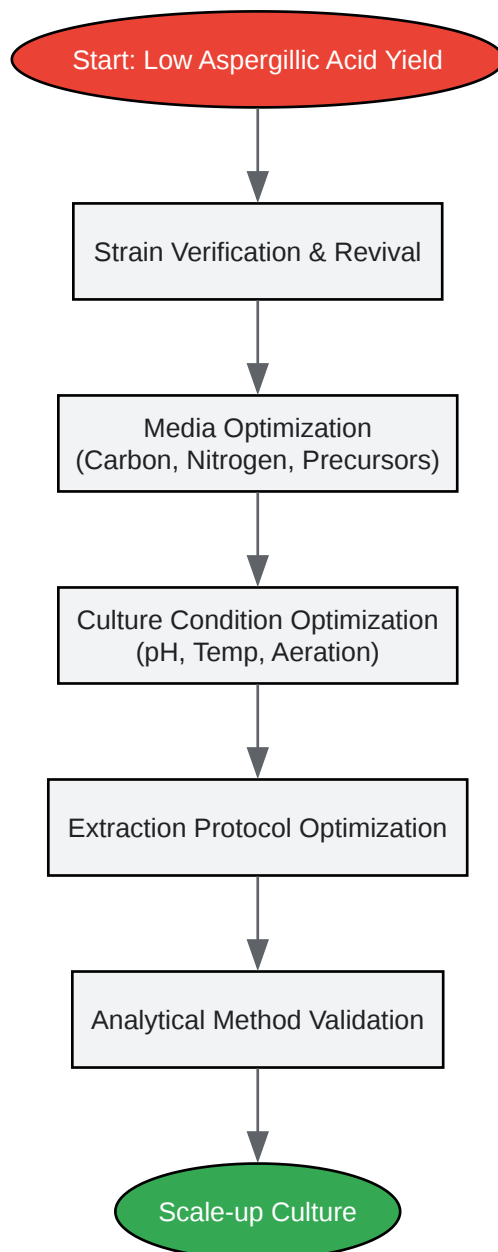 Start: Low Aspergillic Acid Yield
Strain Verification & Revival
Media Optimization
(Carbon, Nitrogen, Precursors)
Culture Condition Optimization
(pH, Temp, Aeration)
Extraction Protocol Optimization
Analytical Method Validation
Scale-up Culture